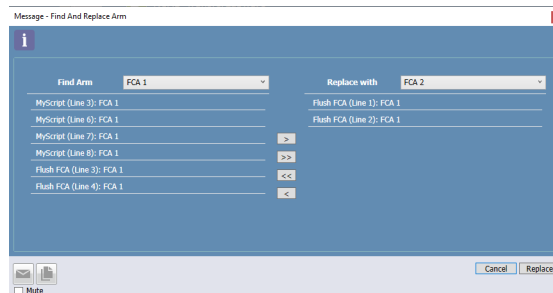 Message - Find And Replace Arm
i
Find Arm FCA 1 Replace with FCA 2
MyScript (Line 3): FCA 1
MyScript (Line 6): FCA 1
MyScript (Line 7): FCA 1
MyScript (Line 8): FCA 1
Flush FCA (Line 3): FCA 1
Flush FCA (Line 4): FCA 1
>
>>
<<
<
Flush FCA (Line 1): FCA 1
Flush FCA (Line 2): FCA 1
Cancel Replace
Mute